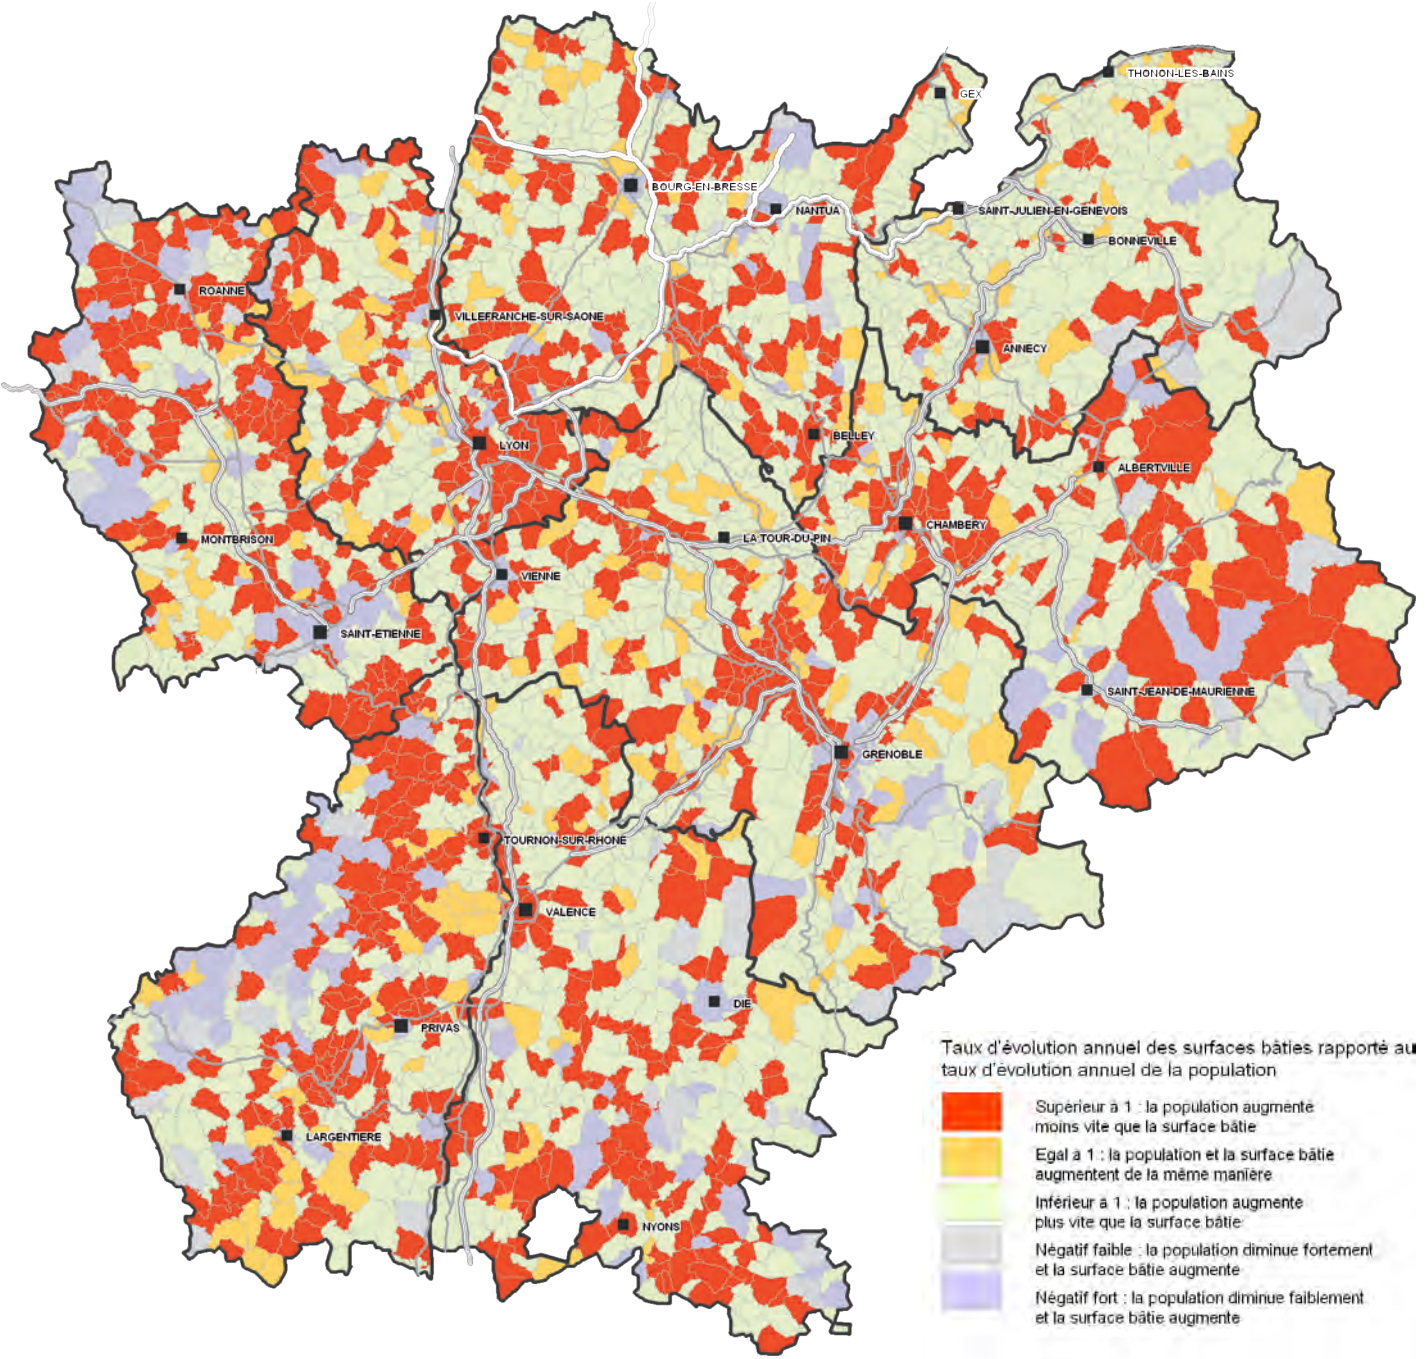 THONON-LES-BAINS
GEX
BOURG-EN-BRESSE
NANTUA
SAINT-JULIEN-EN-GENEVOIS
BONNEVILLE
ROANNE
VILLEFRANCHE-SUR-SAONE
ANNECY
BELLEY
LYON
ALBERTVILLE
CHAMBERY
MONTBRISON
LA TOUR-DU-PIN
VIENNE
SAINT-ETIENNE
SAINT-JEAN-DE-MAURIENNE
GRENOBLE
TOURNON-SUR-RHONE
VALENCE
DIE
PRIVAS
LARGENTIERE
NYONS
Taux d'évolution annuel des surfaces bâties rapporté au
taux d'évolution annuel de la population
Supérieur à 1 : la population augmente
moins vite que la surface bâtie
Egal à 1 : la population et la surface bâtie
augmentent de la même manière
Inférieur à 1 : la population augmente
plus vite que la surface bâtie
Négatif faible : la population diminue fortement
et la surface bâtie augmente
Négatif fort : la population diminue faiblement
et la surface bâtie augmente